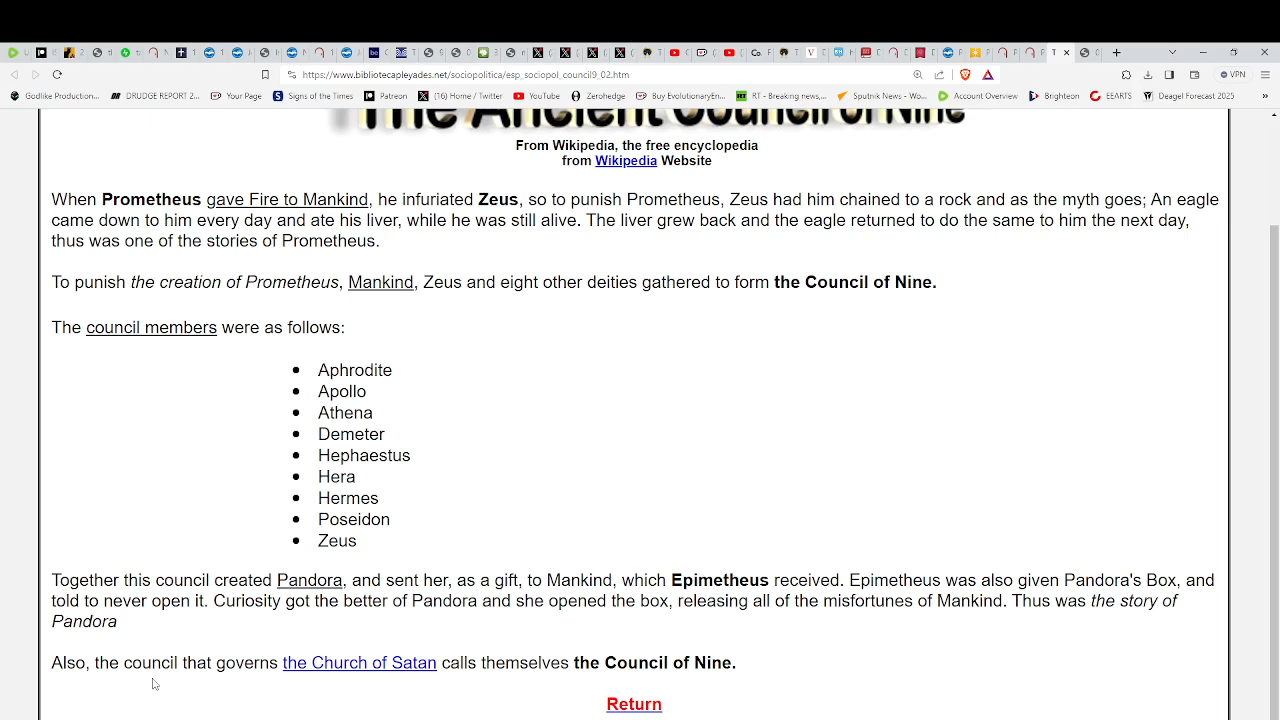 https://www.bibliotecapleyades.net/sociopolitica/esp_sociopol_council9_02.htm
VPN
Godlike Production...
DRUDGE REPORT 2...
Your Page
Signs of the Times
Patreon
(16) Home / Twitter
YouTube
Zerohedge
Buy EvolutionaryEn...
RT - Breaking news,...
Sputnik News - Wo...
Account Overview
Brighteon
EEARTS
Deagel Forecast
The Ancient Council of Nine
From Wikipedia, the free encyclopedia
from Wikipedia Website
When Prometheus gave Fire to Mankind, he infuriated Zeus, so to punish Prometheus, Zeus had him chained to a rock and as the myth goes; An eagle
came down to him every day and ate his liver, while he was still alive. The liver grew back and the eagle returned to do the same to him the next day,
thus was one of the stories of Prometheus.
To punish the creation of Prometheus, Mankind, Zeus and eight other deities gathered to form the Council of Nine.
The council members were as follows:
Aphrodite
Apollo
Athena
Demeter
Hephaestus
Hera
Hermes
Poseidon
Zeus
Together this council created Pandora, and sent her, as a gift, to Mankind, which Epimetheus received. Epimetheus was also given Pandora's Box, and
told to never open it. Curiosity got the better of Pandora and she opened the box, releasing all of the misfortunes of Mankind. Thus was the story of
Pandora
Also, the council that governs the Church of Satan calls themselves the Council of Nine.
Return